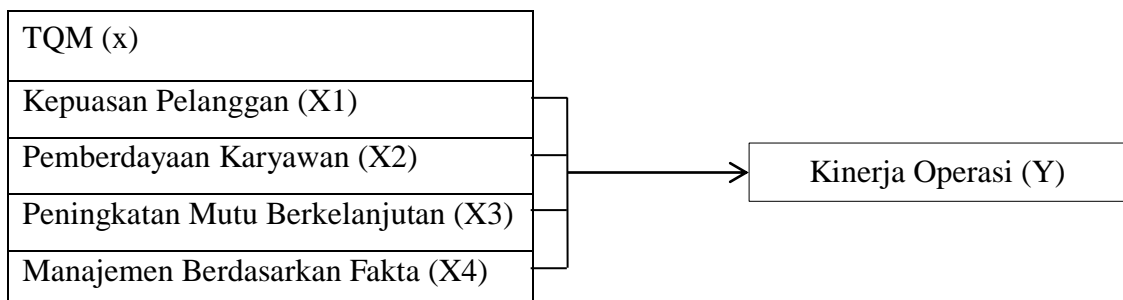 TQM (x)
Kepuasan Pelanggan (X1)
Pemberdayaan Karyawan (X2)
Peningkatan Mutu Berkelanjutan (X3)
Manajemen Berdasarkan Fakta (X4)
Kinerja Operasi (Y)